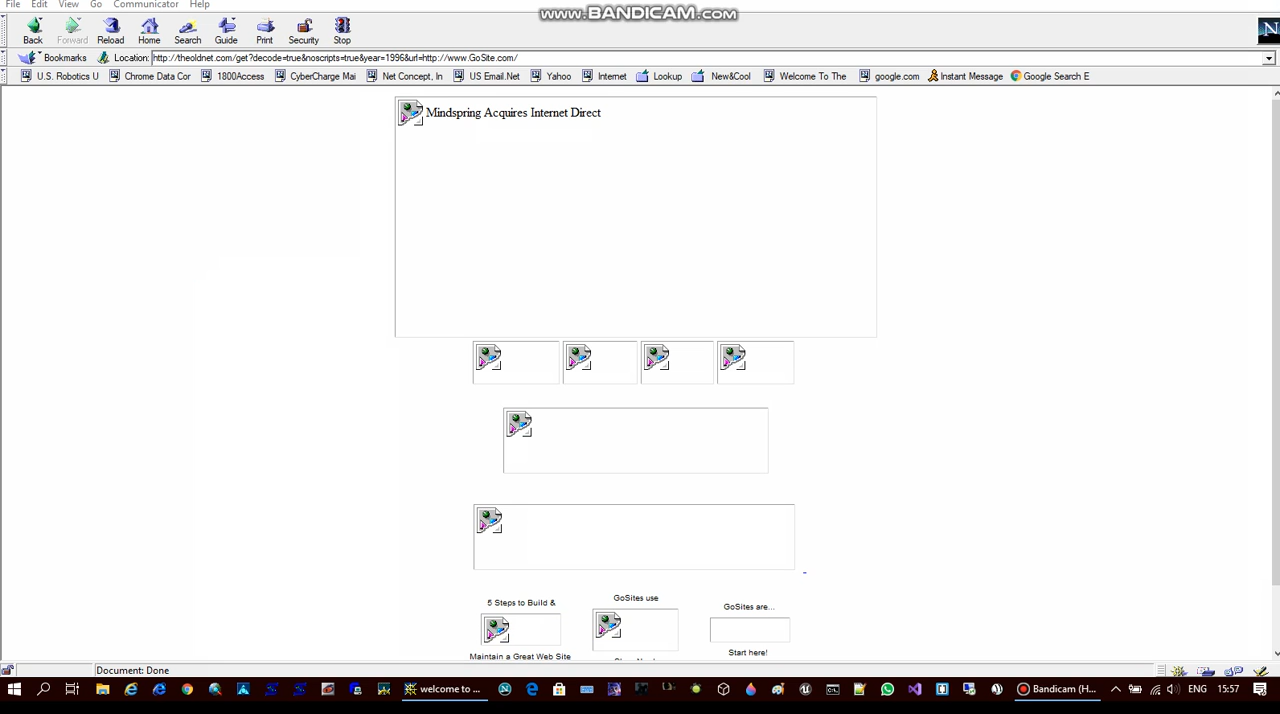 www.BANDICAM.com
File Edit View Go Communicator Help
Back Forward Reload Home Search Guide Print Security Stop
N
Bookmarks Location: http://theoldnet.com/get?decode=true&noscripts=true&year=1996&url=http://www.GoSite.com/
U.S. Robotics U Chrome Data Cor 1800Access CyberCharge Mai Net Concept, In US Email.Net Yahoo Internet Lookup New&Cool Welcome To The google.com Instant Message Google Search E
Mindspring Acquires Internet Direct
5 Steps to Build &
Maintain a Great Web Site
GoSites use
GoSites are...
Start here!
Document: Done
welcome to ... Bandicam (H... ENG 15:57